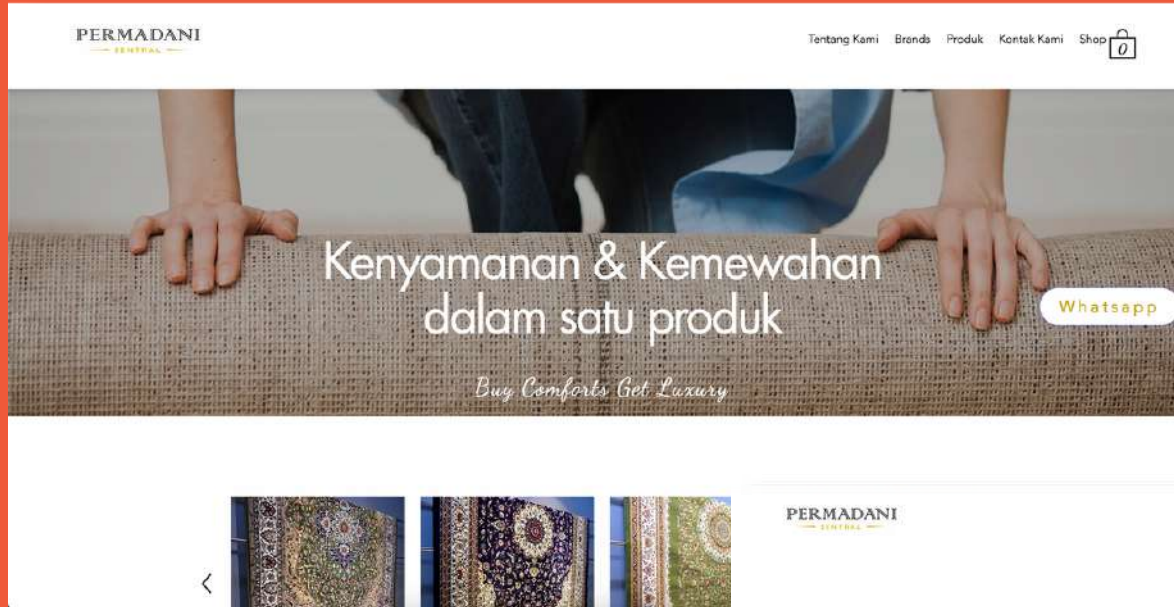 PERMADANI
SENTRAL
Tentang Kami Brands Produk Kontak Kami Shop 0
Kenyamanan & Kemewahan
dalam satu produk
Whatsapp
Buy Comforts Get Luxury
PERMADANI
SENTRAL